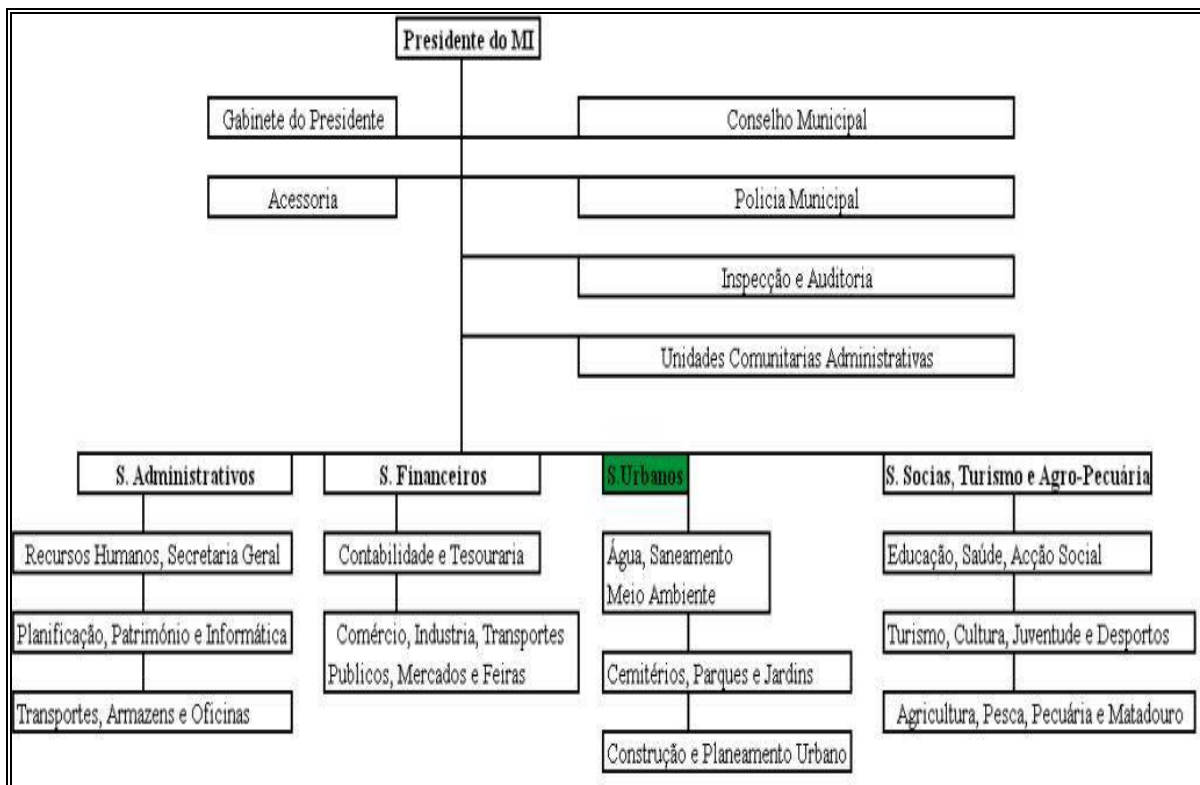 Presidente do MI
Gabinete do Presidente
Conselho Municipal
Acessoria
Policia Municipal
Inspecção e Auditoria
Unidades Comunitarias Administrativas
S. Administrativos
S. Financeiros
S.Urbanos
S. Socias, Turismo e Agro-Pecuária
Recursos Humanos, Secretaria Geral
Contabilidade e Tesouraria
Água, Saneamento
Meio Ambiente
Educação, Saúde, Acção Social
Planificação, Património e Informática
Comércio, Industria, Transportes
Publicos, Mercados e Feiras
Cemitérios, Parques e Jardins
Turismo, Cultura, Juventude e Desportos
Transportes, Armazens e Oficinas
Construção e Planeamento Urbano
Agricultura, Pesca, Pecuária e Matadouro